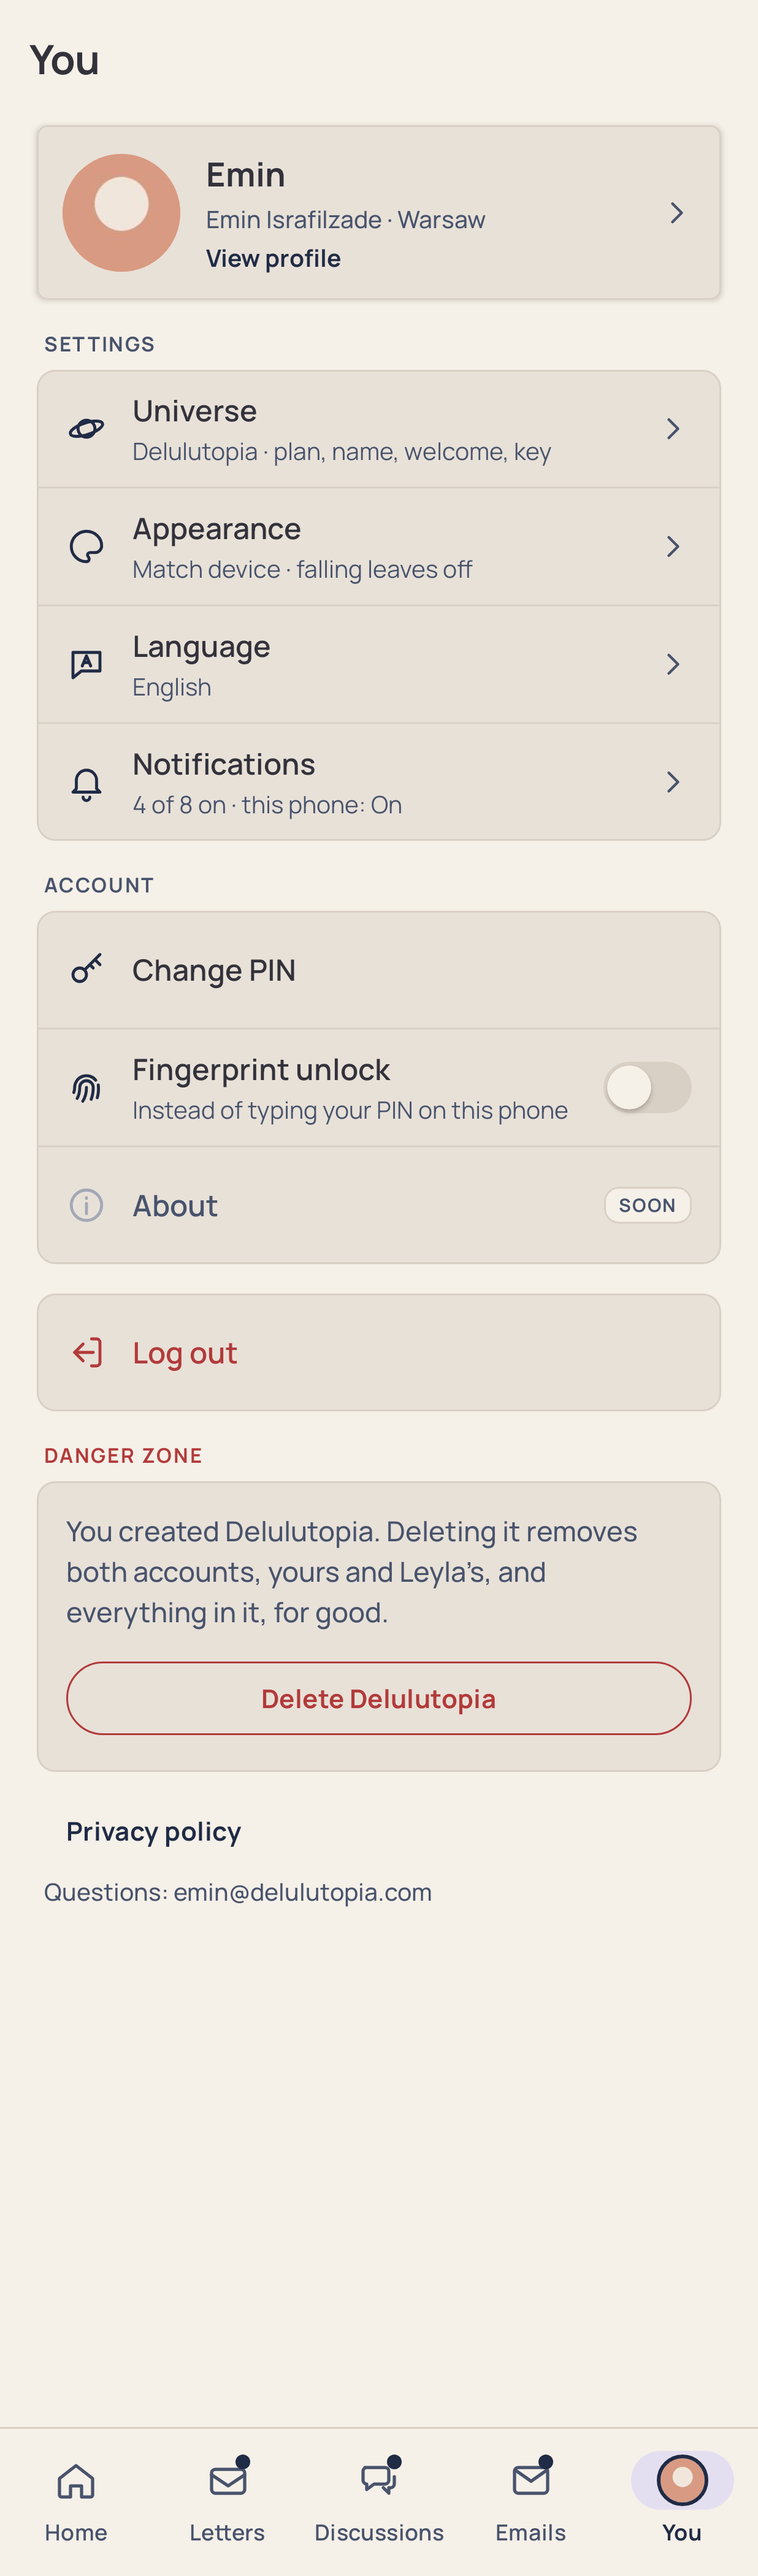 You
Emin
Emin Israfilzade · Warsaw
View profile
SETTINGS
Universe
Delulutopia · plan, name, welcome, key
Appearance
Match device · falling leaves off
Language
English
Notifications
4 of 8 on · this phone: On
ACCOUNT
Change PIN
Fingerprint unlock
Instead of typing your PIN on this phone
About
SOON
Log out
DANGER ZONE
You created Delulutopia. Deleting it removes
both accounts, yours and Leyla’s, and
everything in it, for good.
Delete Delulutopia
Privacy policy
Questions: emin@delulutopia.com
Home
Letters
Discussions
Emails
You